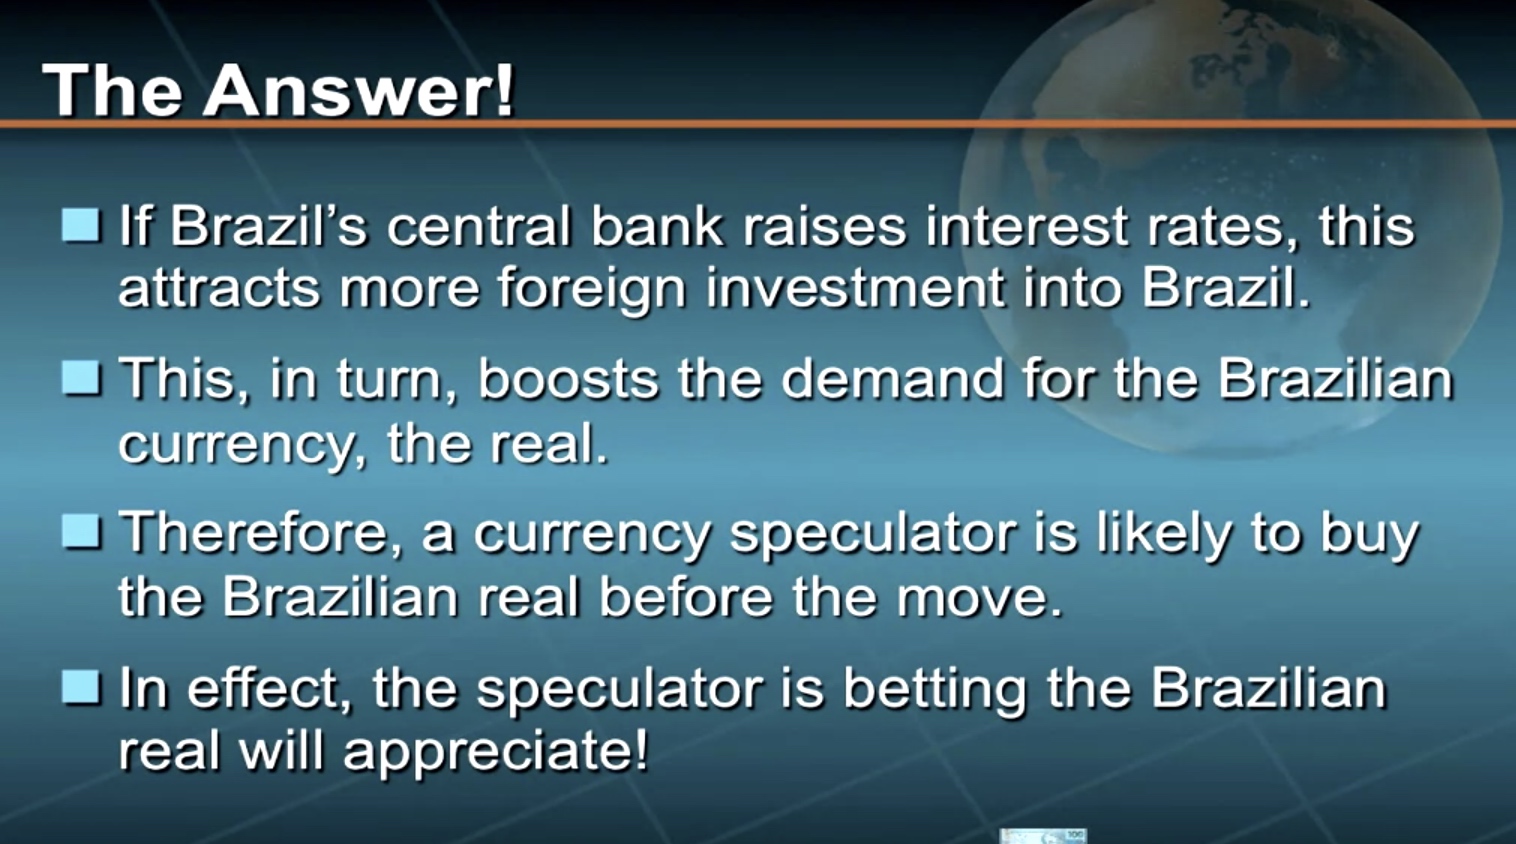 The Answer!
If Brazil's central bank raises interest rates, this
attracts more foreign investment into Brazil.
This, in turn, boosts the demand for the Brazilian
currency, the real.
Therefore, a currency speculator is likely to buy
the Brazilian real before the move.
In effect, the speculator is betting the Brazilian
real will appreciate!
100